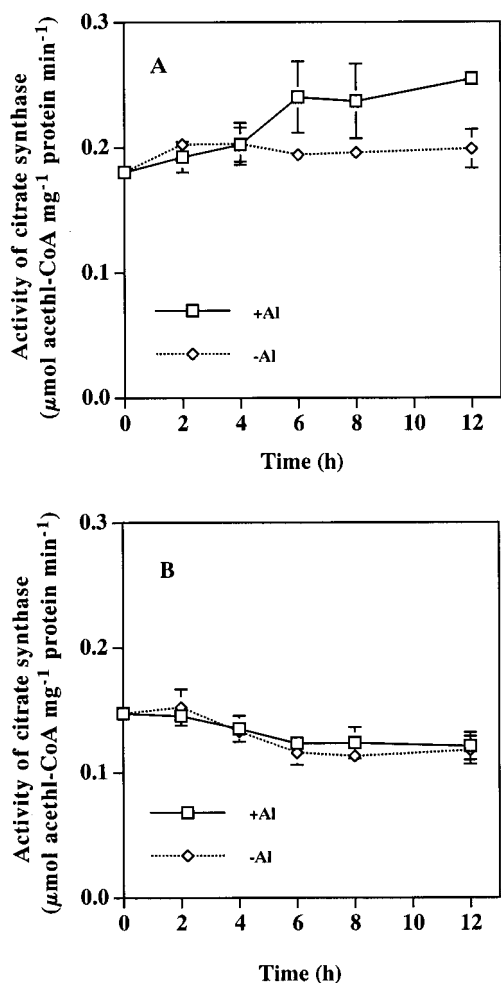 0.3
A
0.2
0.1
0.0
Activity of citrate synthase
(μmol acethl-CoA mg⁻¹ protein min⁻¹)
+Al
-Al
0 2 4 6 8 10 12
Time (h)
0.3
B
0.2
0.1
0.0
Activity of citrate synthase
(μmol acethl-CoA mg⁻¹ protein min⁻¹)
+Al
-Al
0 2 4 6 8 10 12
Time (h)